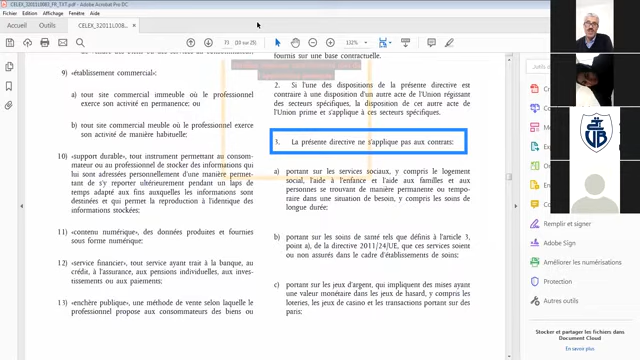 CELEX_32011L0083_FR_TXT.pdf - Adobe Acrobat Pro DC
Fichier Edition Affichage Fenêtre Aide
Accueil
Outils
CELEX_32011L0083...
73
(10 sur 25)
112%
fournis sur une base contractuelle.
9) «établissement commercial»:
a) tout site commercial immeuble où le professionnel
exerce son activité en permanence; ou
b) tout site commercial meuble où le professionnel exerce
son activité de manière habituelle;
10) «support durable», tout instrument permettant au consom-
mateur ou au professionnel de stocker des informations qui
lui sont adressées personnellement d'une manière permet-
tant de s'y reporter ultérieurement pendant un laps de
temps adapté aux fins auxquelles les informations sont
destinées et qui permet la reproduction à l'identique des
informations stockées;
11) «contenu numérique», des données produites et fournies
sous forme numérique;
12) «service financier», tout service ayant trait à la banque, au
crédit, à l'assurance, aux pensions individuelles, aux inves-
tissements ou aux paiements;
13) «enchère publique», une méthode de vente selon laquelle le
professionnel propose aux consommateurs des biens ou
2. Si l'une des dispositions de la présente directive est
contraire à une disposition d'un autre acte de l'Union régissant
des secteurs spécifiques, la disposition de cet autre acte de
l'Union prime et s'applique à ces secteurs spécifiques.
3. La présente directive ne s'applique pas aux contrats:
a) portant sur les services sociaux, y compris le logement
social, l'aide à l'enfance et l'aide aux familles et aux
personnes se trouvant de manière permanente ou tempo-
raire dans une situation de besoin, y compris les soins de
longue durée;
b) portant sur les soins de santé tels que définis à l'article 3,
point a), de la directive 2011/24/UE, que ces services soient
ou non assurés dans le cadre d'établissements de soins;
c) portant sur les jeux d'argent, qui impliquent des mises ayant
une valeur monétaire dans les jeux de hasard, y compris les
loteries, les jeux de casino et les transactions portant sur des
paris:
Remplir et signer
Adobe Sign
Améliorer les numérisations
Protection
Autres outils
Stocker et partager les fichiers dans
Document Cloud
En savoir plus